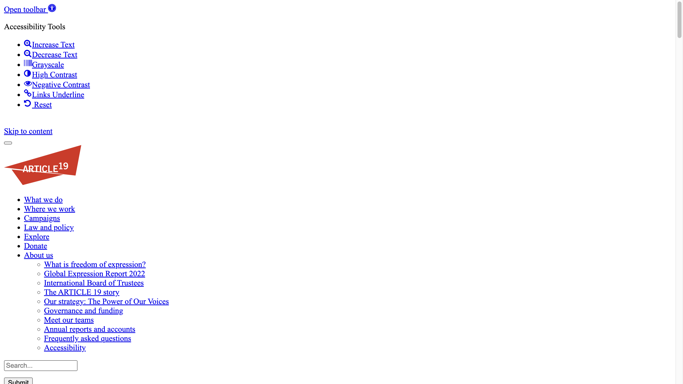 Open toolbar
Accessibility Tools
Increase Text
Decrease Text
Grayscale
High Contrast
Negative Contrast
Links Underline
Reset
Skip to content
ARTICLE 19
What we do
Where we work
Campaigns
Law and policy
Explore
Donate
About us
What is freedom of expression?
Global Expression Report 2022
International Board of Trustees
The ARTICLE 19 story
Our strategy: The Power of Our Voices
Governance and funding
Meet our teams
Annual reports and accounts
Frequently asked questions
Accessibility
Search...
Submit